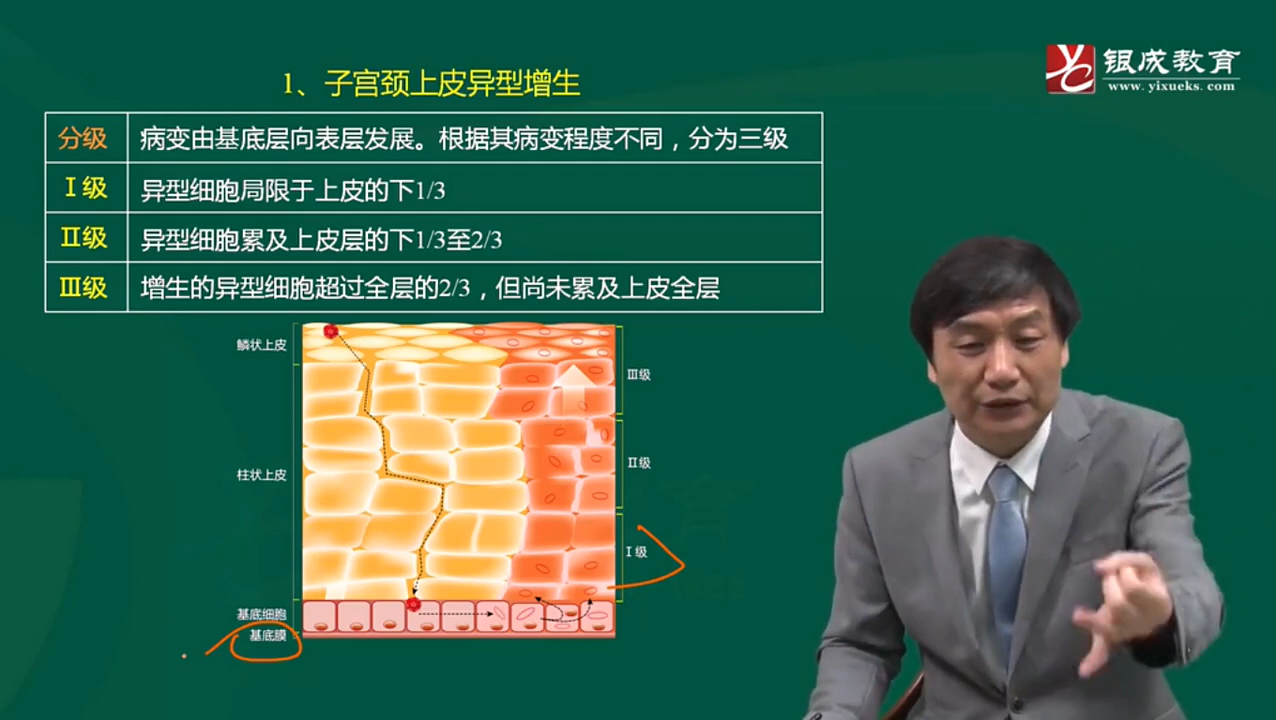 银成教育
www.yixueks.com
1、子宫颈上皮异型增生
分级 病变由基底层向表层发展。根据其病变程度不同，分为三级
Ⅰ级 异型细胞局限于上皮的下1/3
Ⅱ级 异型细胞累及上皮层的下1/3至2/3
Ⅲ级 增生的异型细胞超过全层的2/3，但尚未累及上皮全层
鳞状上皮
Ⅲ级
Ⅱ级
柱状上皮
Ⅰ级
基底细胞
基底膜